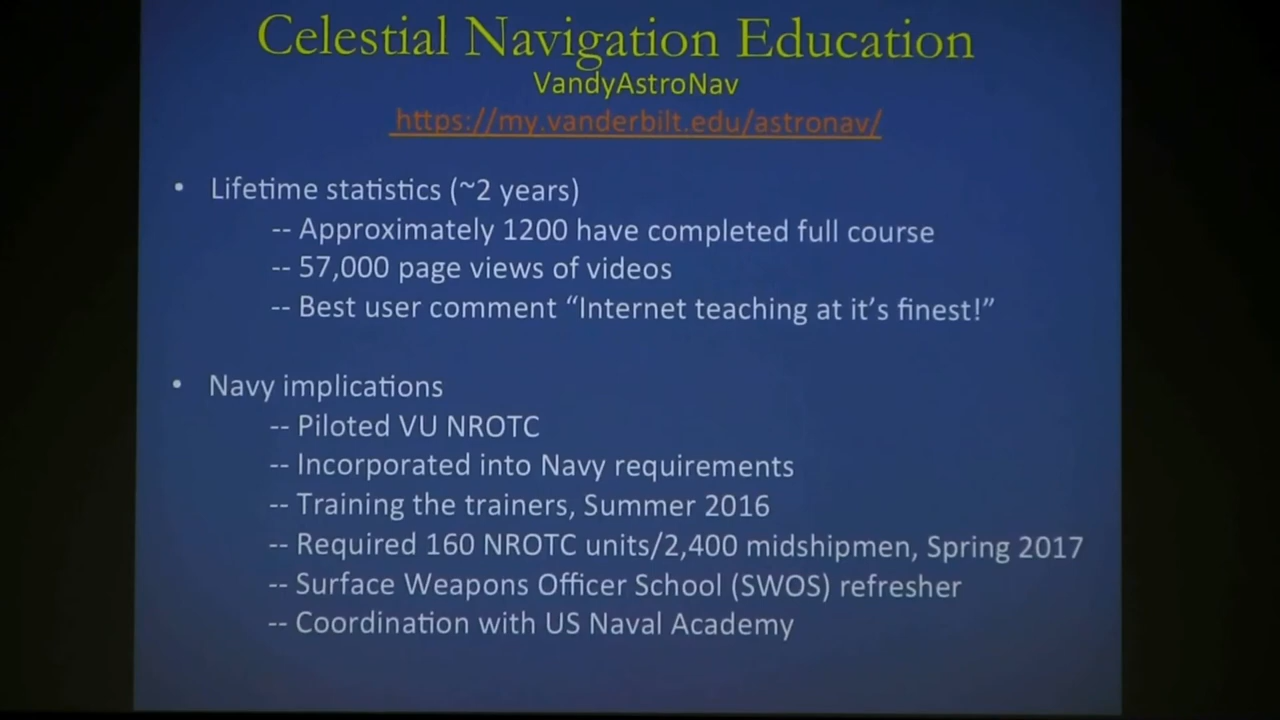 Celestial Navigation Education
VandyAstroNav
https://my.vanderbilt.edu/astronav/
• Lifetime statistics (~2 years)
-- Approximately 1200 have completed full course
-- 57,000 page views of videos
-- Best user comment “Internet teaching at it’s finest!”
• Navy implications
-- Piloted VU NROTC
-- Incorporated into Navy requirements
-- Training the trainers, Summer 2016
-- Required 160 NROTC units/2,400 midshipmen, Spring 2017
-- Surface Weapons Officer School (SWOS) refresher
-- Coordination with US Naval Academy